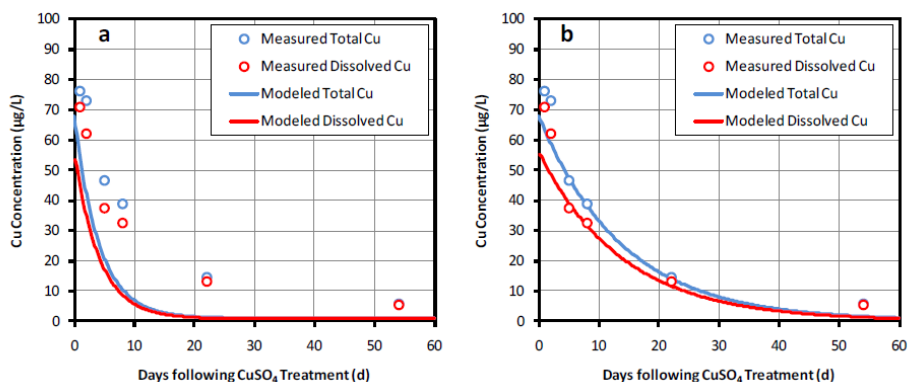 a
Measured Total Cu
Measured Dissolved Cu
Modeled Total Cu
Modeled Dissolved Cu
Cu Concentration (µg/L)
100
90
80
70
60
50
40
30
20
10
0
0 10 20 30 40 50 60
Days following CuSO₄ Treatment (d)
b
Measured Total Cu
Measured Dissolved Cu
Modeled Total Cu
Modeled Dissolved Cu
Cu Concentration (µg/L)
100
90
80
70
60
50
40
30
20
10
0
0 10 20 30 40 50 60
Days following CuSO₄ Treatment (d)